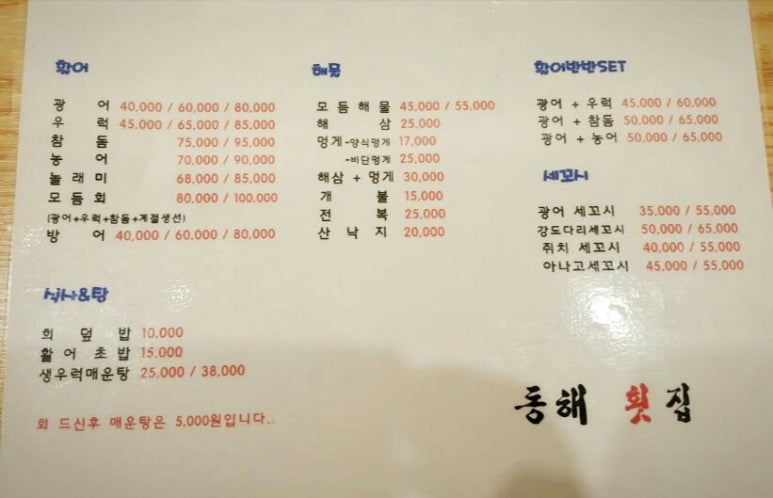 활어
광어 40,000 / 60,000 / 80,000
우럭 45,000 / 65,000 / 85,000
참돔 75,000 / 95,000
농어 70,000 / 90,000
놀래미 68,000 / 85,000
모듬회 80,000 / 100,000
(광어+우럭+참돔+계절생선)
방어 40,000 / 60,000 / 80,000
해물
모듬해물 45,000 / 55,000
해삼 25,000
멍게-양식멍게 17,000
-비단멍게 25,000
해삼 + 멍게 30,000
개불 15,000
전복 25,000
산낙지 20,000
활어반반SET
광어 + 우럭 45,000 / 60,000
광어 + 참돔 50,000 / 65,000
광어 + 농어 50,000 / 65,000
세꼬시
광어 세꼬시 35,000 / 55,000
강도다리세꼬시 50,000 / 65,000
쥐치 세꼬시 40,000 / 55,000
아나고세꼬시 45,000 / 55,000
식사&탕
회덮밥 10,000
활어초밥 15,000
생우럭매운탕 25,000 / 38,000
회 드신후 매운탕은 5,000원입니다.
동해 횟집